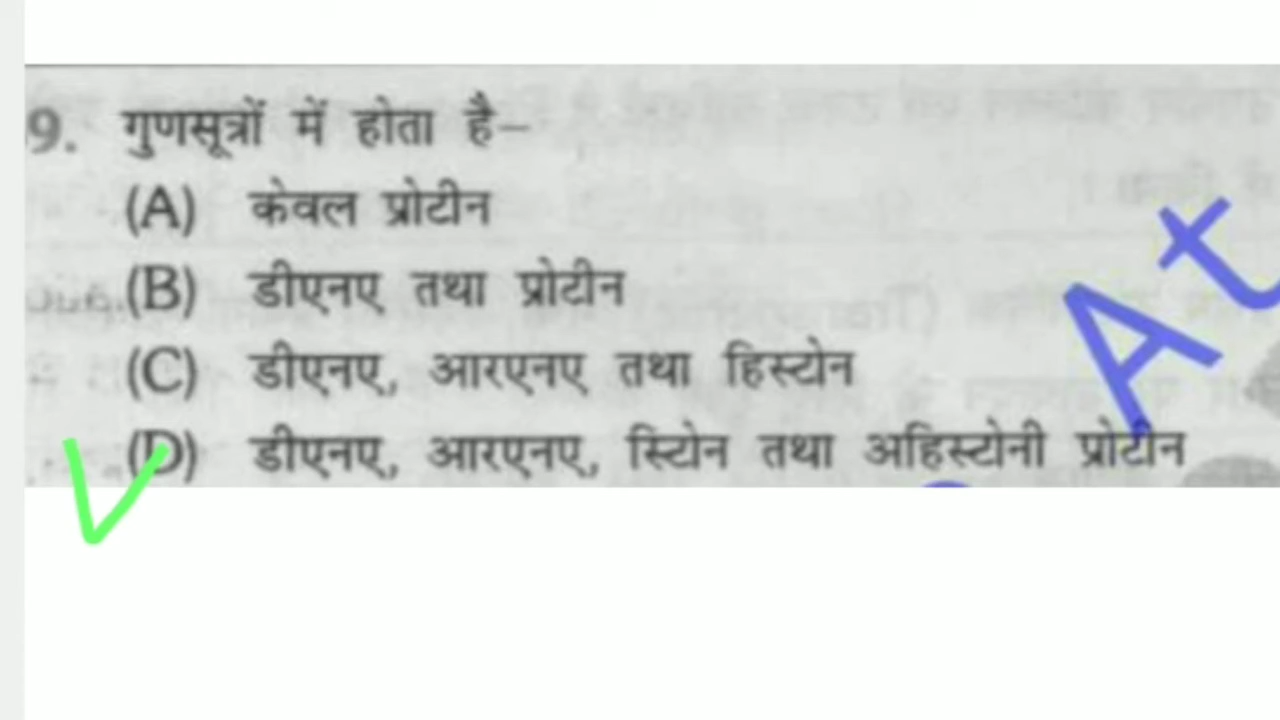 9. गुणसूत्रों में होता है–
(A) केवल प्रोटीन
(B) डीएनए तथा प्रोटीन
(C) डीएनए, आरएनए तथा हिस्टोन
(D) डीएनए, आरएनए, स्टिोन तथा अहिस्टोनी प्रोटीन
At